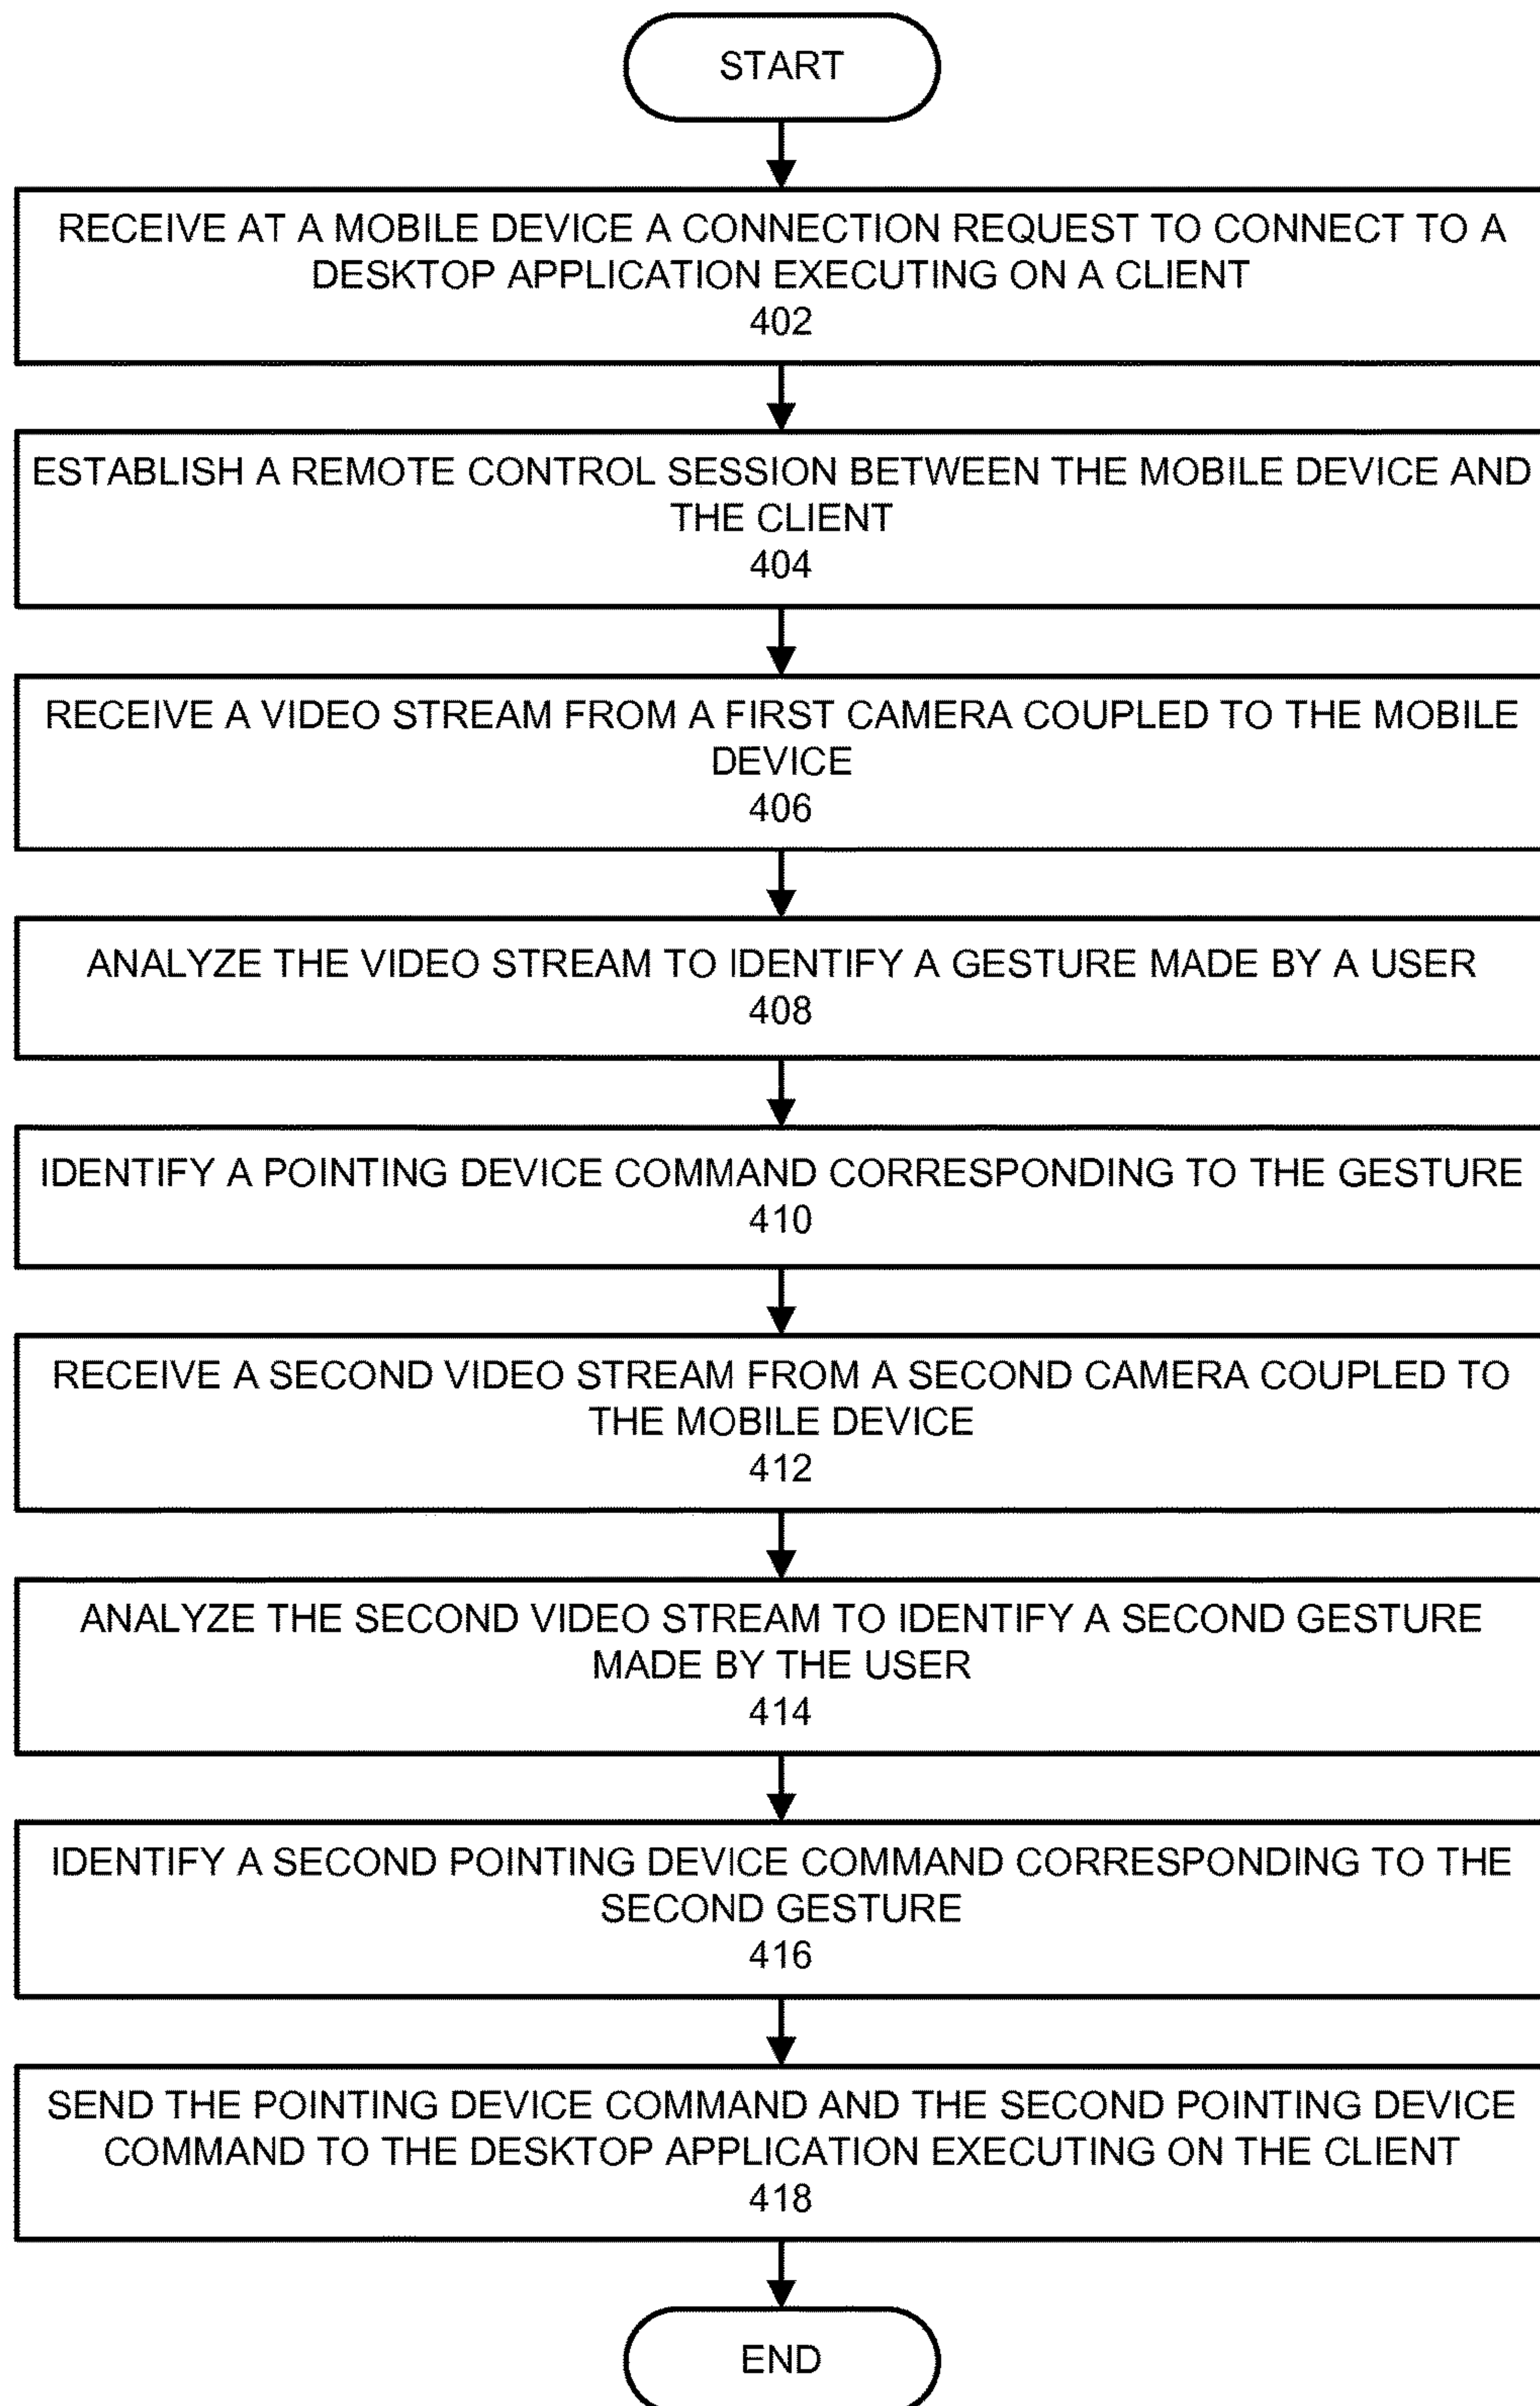 START
RECEIVE AT A MOBILE DEVICE A CONNECTION REQUEST TO CONNECT TO A
DESKTOP APPLICATION EXECUTING ON A CLIENT
402
ESTABLISH A REMOTE CONTROL SESSION BETWEEN THE MOBILE DEVICE AND
THE CLIENT
404
RECEIVE A VIDEO STREAM FROM A FIRST CAMERA COUPLED TO THE MOBILE
DEVICE
406
ANALYZE THE VIDEO STREAM TO IDENTIFY A GESTURE MADE BY A USER
408
IDENTIFY A POINTING DEVICE COMMAND CORRESPONDING TO THE GESTURE
410
RECEIVE A SECOND VIDEO STREAM FROM A SECOND CAMERA COUPLED TO
THE MOBILE DEVICE
412
ANALYZE THE SECOND VIDEO STREAM TO IDENTIFY A SECOND GESTURE
MADE BY THE USER
414
IDENTIFY A SECOND POINTING DEVICE COMMAND CORRESPONDING TO THE
SECOND GESTURE
416
SEND THE POINTING DEVICE COMMAND AND THE SECOND POINTING DEVICE
COMMAND TO THE DESKTOP APPLICATION EXECUTING ON THE CLIENT
418
END